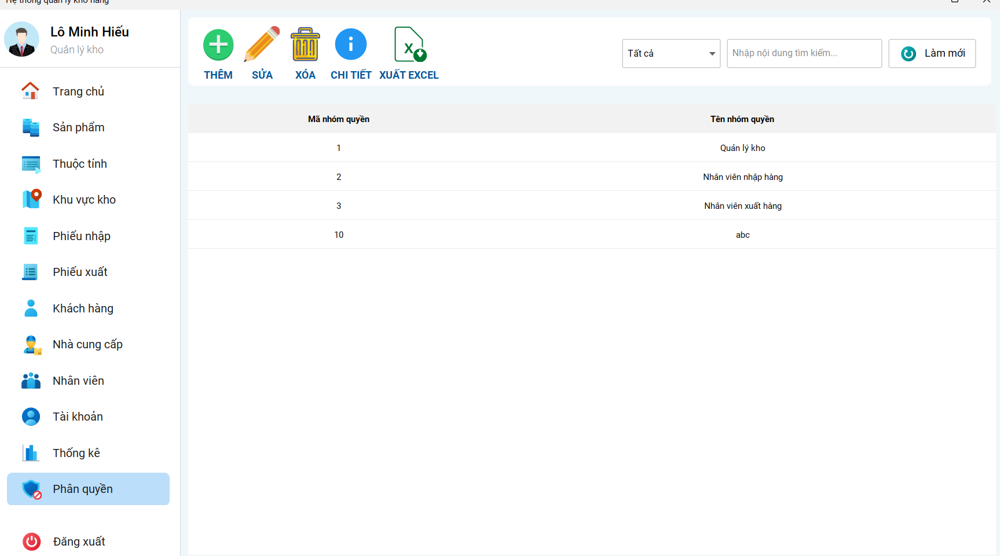 Hệ thống quản lý kho hàng
Lô Minh Hiếu
Quản lý kho
Trang chủ
Sản phẩm
Thuộc tính
Khu vực kho
Phiếu nhập
Phiếu xuất
Khách hàng
Nhà cung cấp
Nhân viên
Tài khoản
Thống kê
Phân quyền
Đăng xuất
THÊM SỬA XÓA CHI TIẾT XUẤT EXCEL
Tất cả Nhập nội dung tìm kiếm... Làm mới
Mã nhóm quyền Tên nhóm quyền
1 Quản lý kho
2 Nhân viên nhập hàng
3 Nhân viên xuất hàng
10 abc